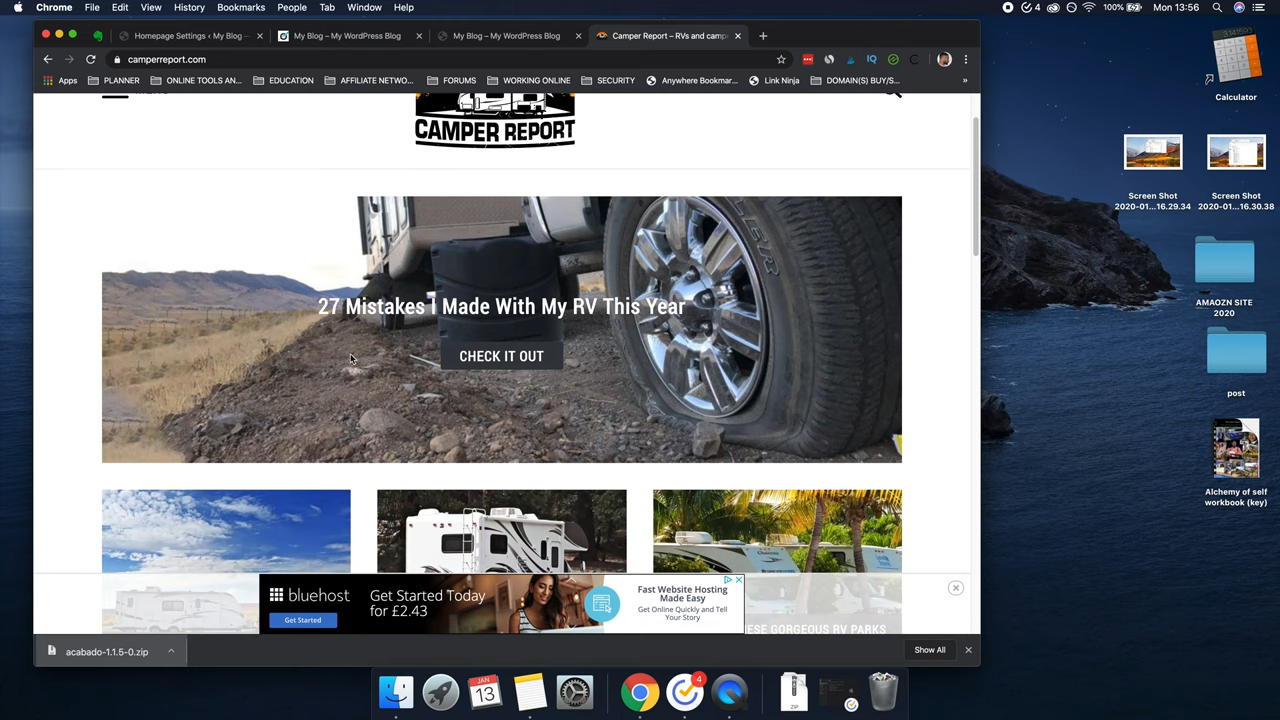 Chrome File Edit View History Bookmarks People Tab Window Help
4 100% Mon 13:56
Homepage Settings ‹ My Blog — My Blog – My WordPress Blog My Blog – My WordPress Blog Camper Report – RVs and campe
camperreport.com
Apps PLANNER ONLINE TOOLS AN... EDUCATION AFFILIATE NETWO... FORUMS WORKING ONLINE SECURITY Anywhere Bookmar... Link Ninja DOMAIN(S) BUY/S... »
CAMPER REPORT
27 Mistakes I Made With My RV This Year
CHECK IT OUT
ESE GORGEOUS RV PARKS
bluehost
Get Started
Get Started Today
for £2.43
Fast Website Hosting
Made Easy
Get Online Quickly and Tell
Your Story
acabado-1.1.5-0.zip
Show All
Calculator
Screen Shot
2020-01...16.29.34
Screen Shot
2020-01...16.30.38
AMAOZN SITE
2020
post
Alchemy of self
workbook (key)
JAN
13
4
ZIP